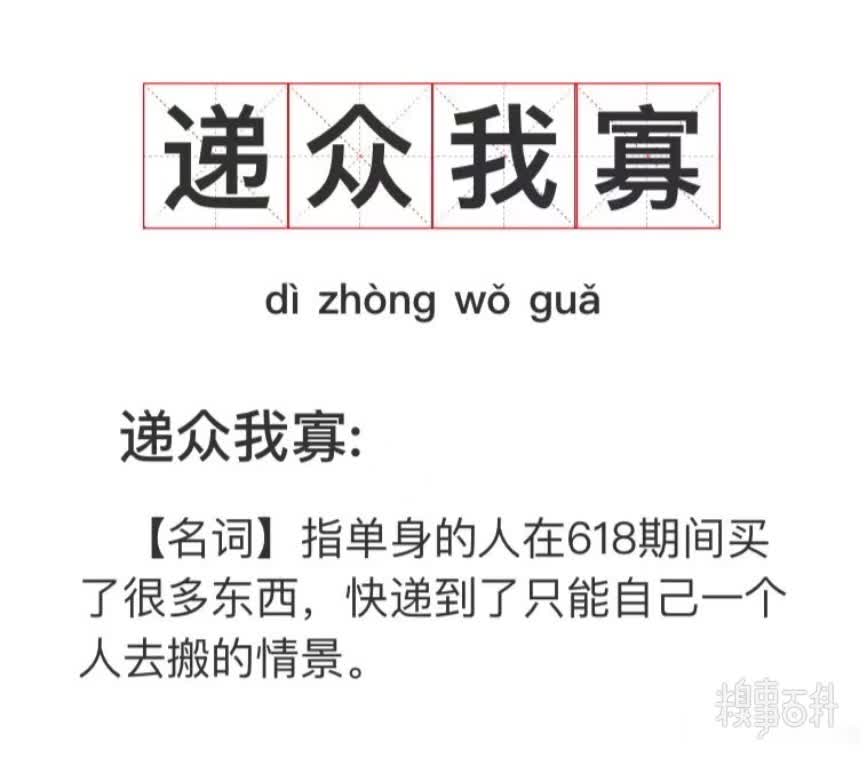 递众我寡
dì zhòng wǒ guǎ
递众我寡:
【名词】指单身的人在618期间买
了很多东西，快递到了只能自己一个
人去搬的情景。
糗事百科